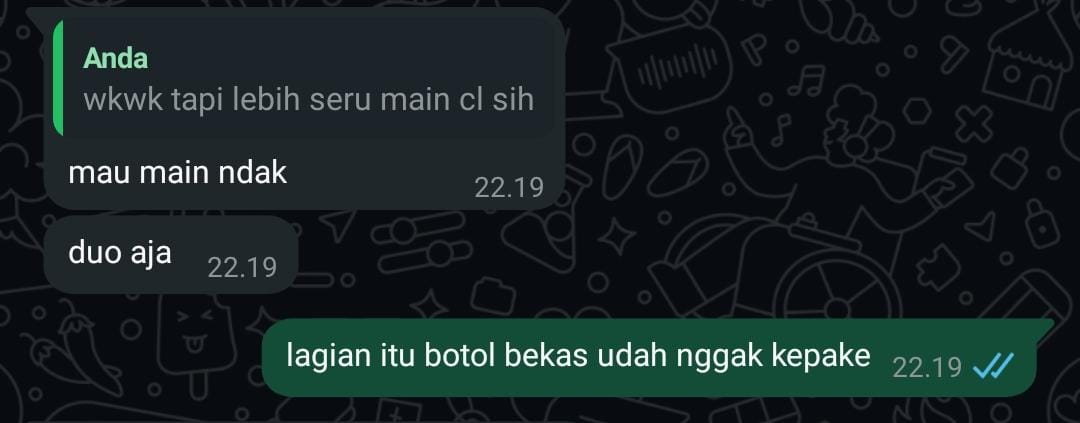 Anda
wkwk tapi lebih seru main cl sih
mau main ndak
22.19
duo aja
22.19
lagian itu botol bekas udah nggak kepake
22.19